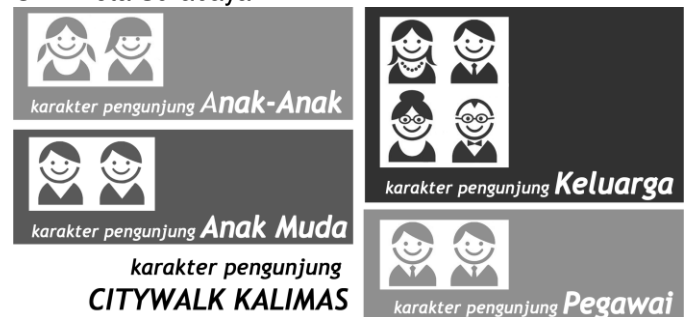 karakter pengunjung Anak-Anak
karakter pengunjung Anak Muda
karakter pengunjung
CITYWALK KALIMAS
karakter pengunjung Keluarga
karakter pengunjung Pegawai